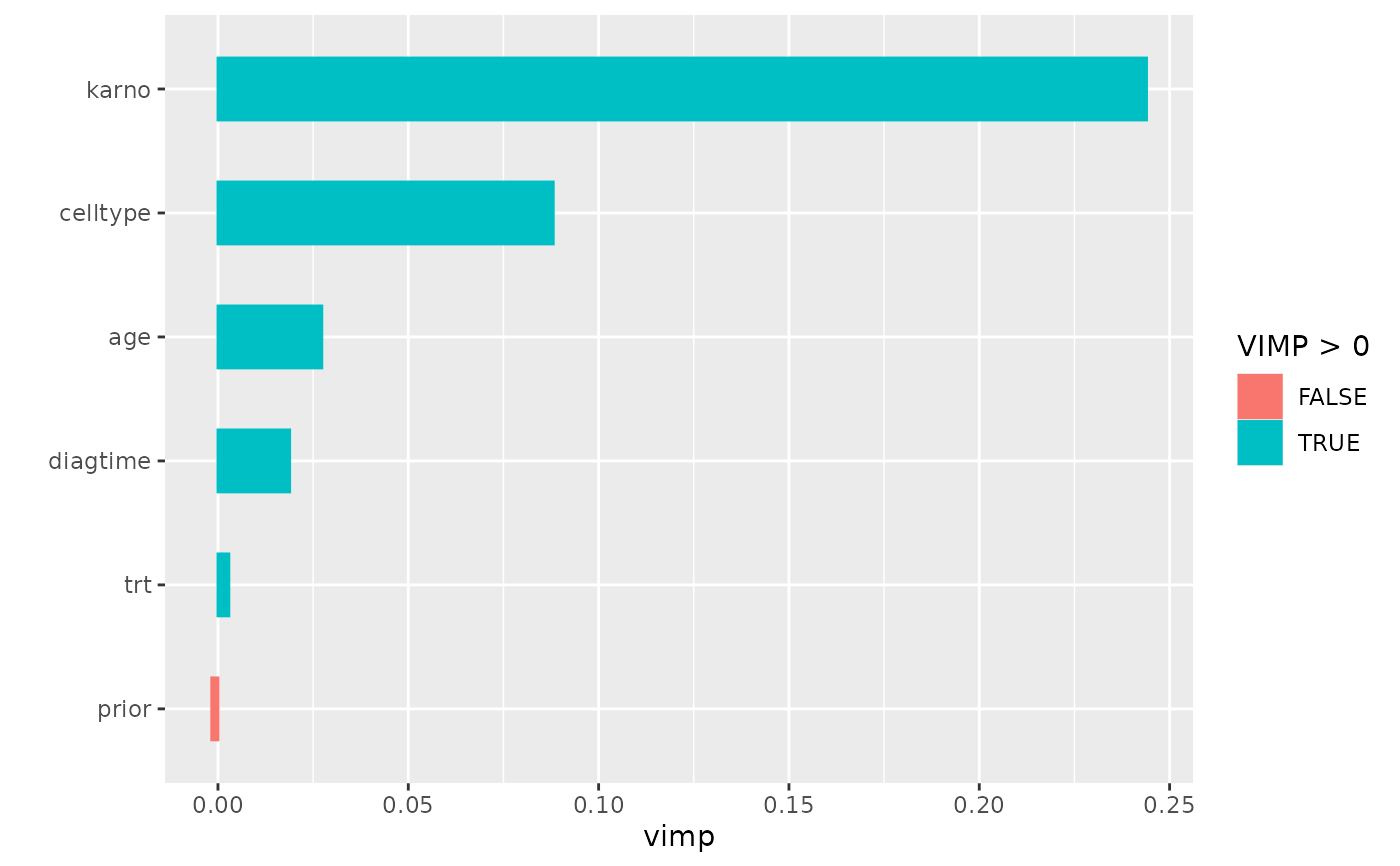 karno
celltype
age
diagtime
trt
prior
0.00 0.05 0.10 0.15 0.20 0.25
vimp
VIMP > 0
FALSE
TRUE